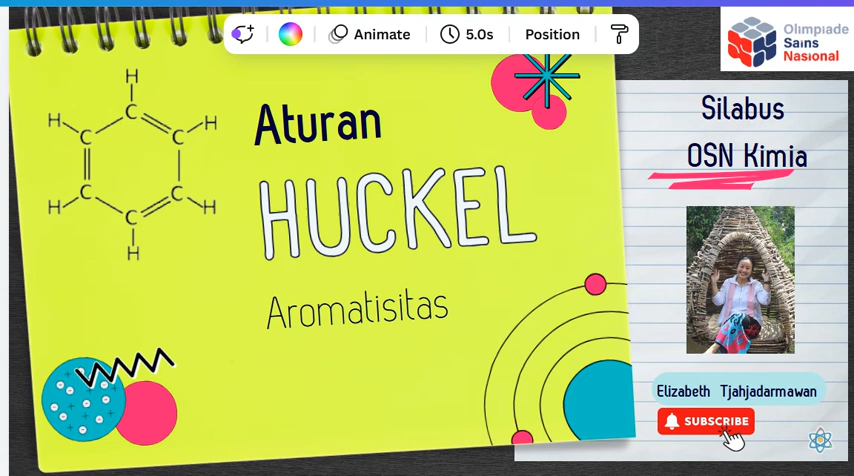 Animate
5.0s
Position
Olimpiade
Sains
Nasional
H
H
C
H
C
C
C
C
H
C
H
H
Aturan
HUCKEL
Aromatisitas
Silabus
OSN Kimia
Elizabeth Tjahjadarmawan
SUBSCRIBE